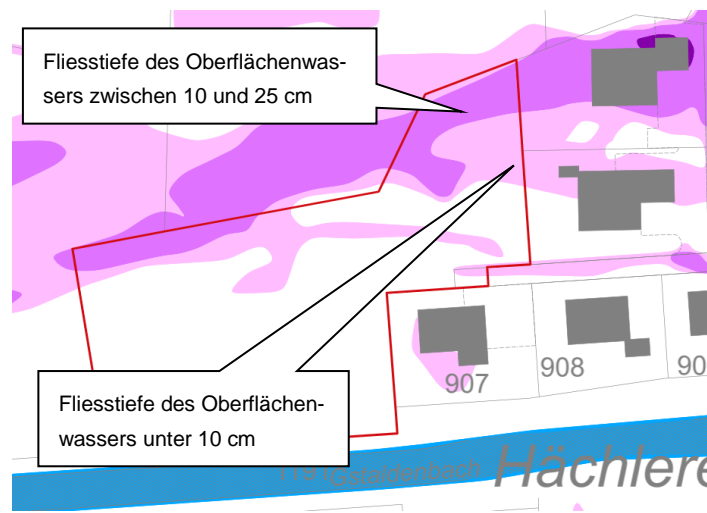 Fliesstiefe des Oberflächenwas-
sers zwischen 10 und 25 cm
907
908
90
Fliesstiefe des Oberflächen-
wassers unter 10 cm
Gstaldenbach
Hächlere